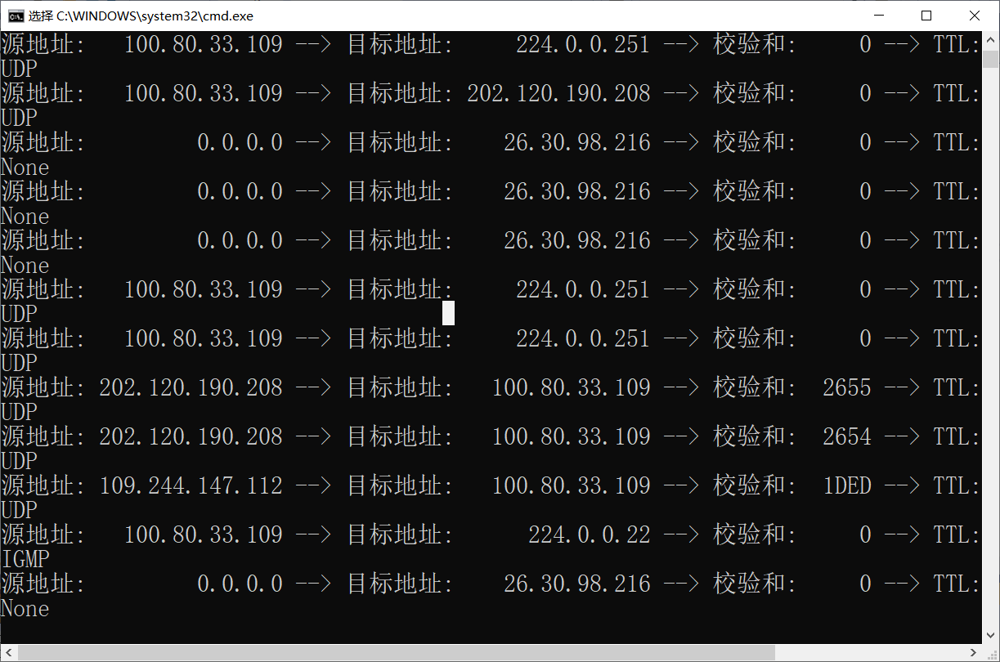 选择 C:\WINDOWS\system32\cmd.exe
源地址: 100.80.33.109 --> 目标地址: 224.0.0.251 --> 校验和: 0 --> TTL:
UDP
源地址: 100.80.33.109 --> 目标地址: 202.120.190.208 --> 校验和: 0 --> TTL:
UDP
源地址: 0.0.0.0 --> 目标地址: 26.30.98.216 --> 校验和: 0 --> TTL:
None
源地址: 0.0.0.0 --> 目标地址: 26.30.98.216 --> 校验和: 0 --> TTL:
None
源地址: 0.0.0.0 --> 目标地址: 26.30.98.216 --> 校验和: 0 --> TTL:
None
源地址: 100.80.33.109 --> 目标地址: 224.0.0.251 --> 校验和: 0 --> TTL:
UDP
源地址: 100.80.33.109 --> 目标地址: 224.0.0.251 --> 校验和: 0 --> TTL:
UDP
源地址: 202.120.190.208 --> 目标地址: 100.80.33.109 --> 校验和: 2655 --> TTL:
UDP
源地址: 202.120.190.208 --> 目标地址: 100.80.33.109 --> 校验和: 2654 --> TTL:
UDP
源地址: 109.244.147.112 --> 目标地址: 100.80.33.109 --> 校验和: 1DED --> TTL:
UDP
源地址: 100.80.33.109 --> 目标地址: 224.0.0.22 --> 校验和: 0 --> TTL:
IGMP
源地址: 0.0.0.0 --> 目标地址: 26.30.98.216 --> 校验和: 0 --> TTL:
None